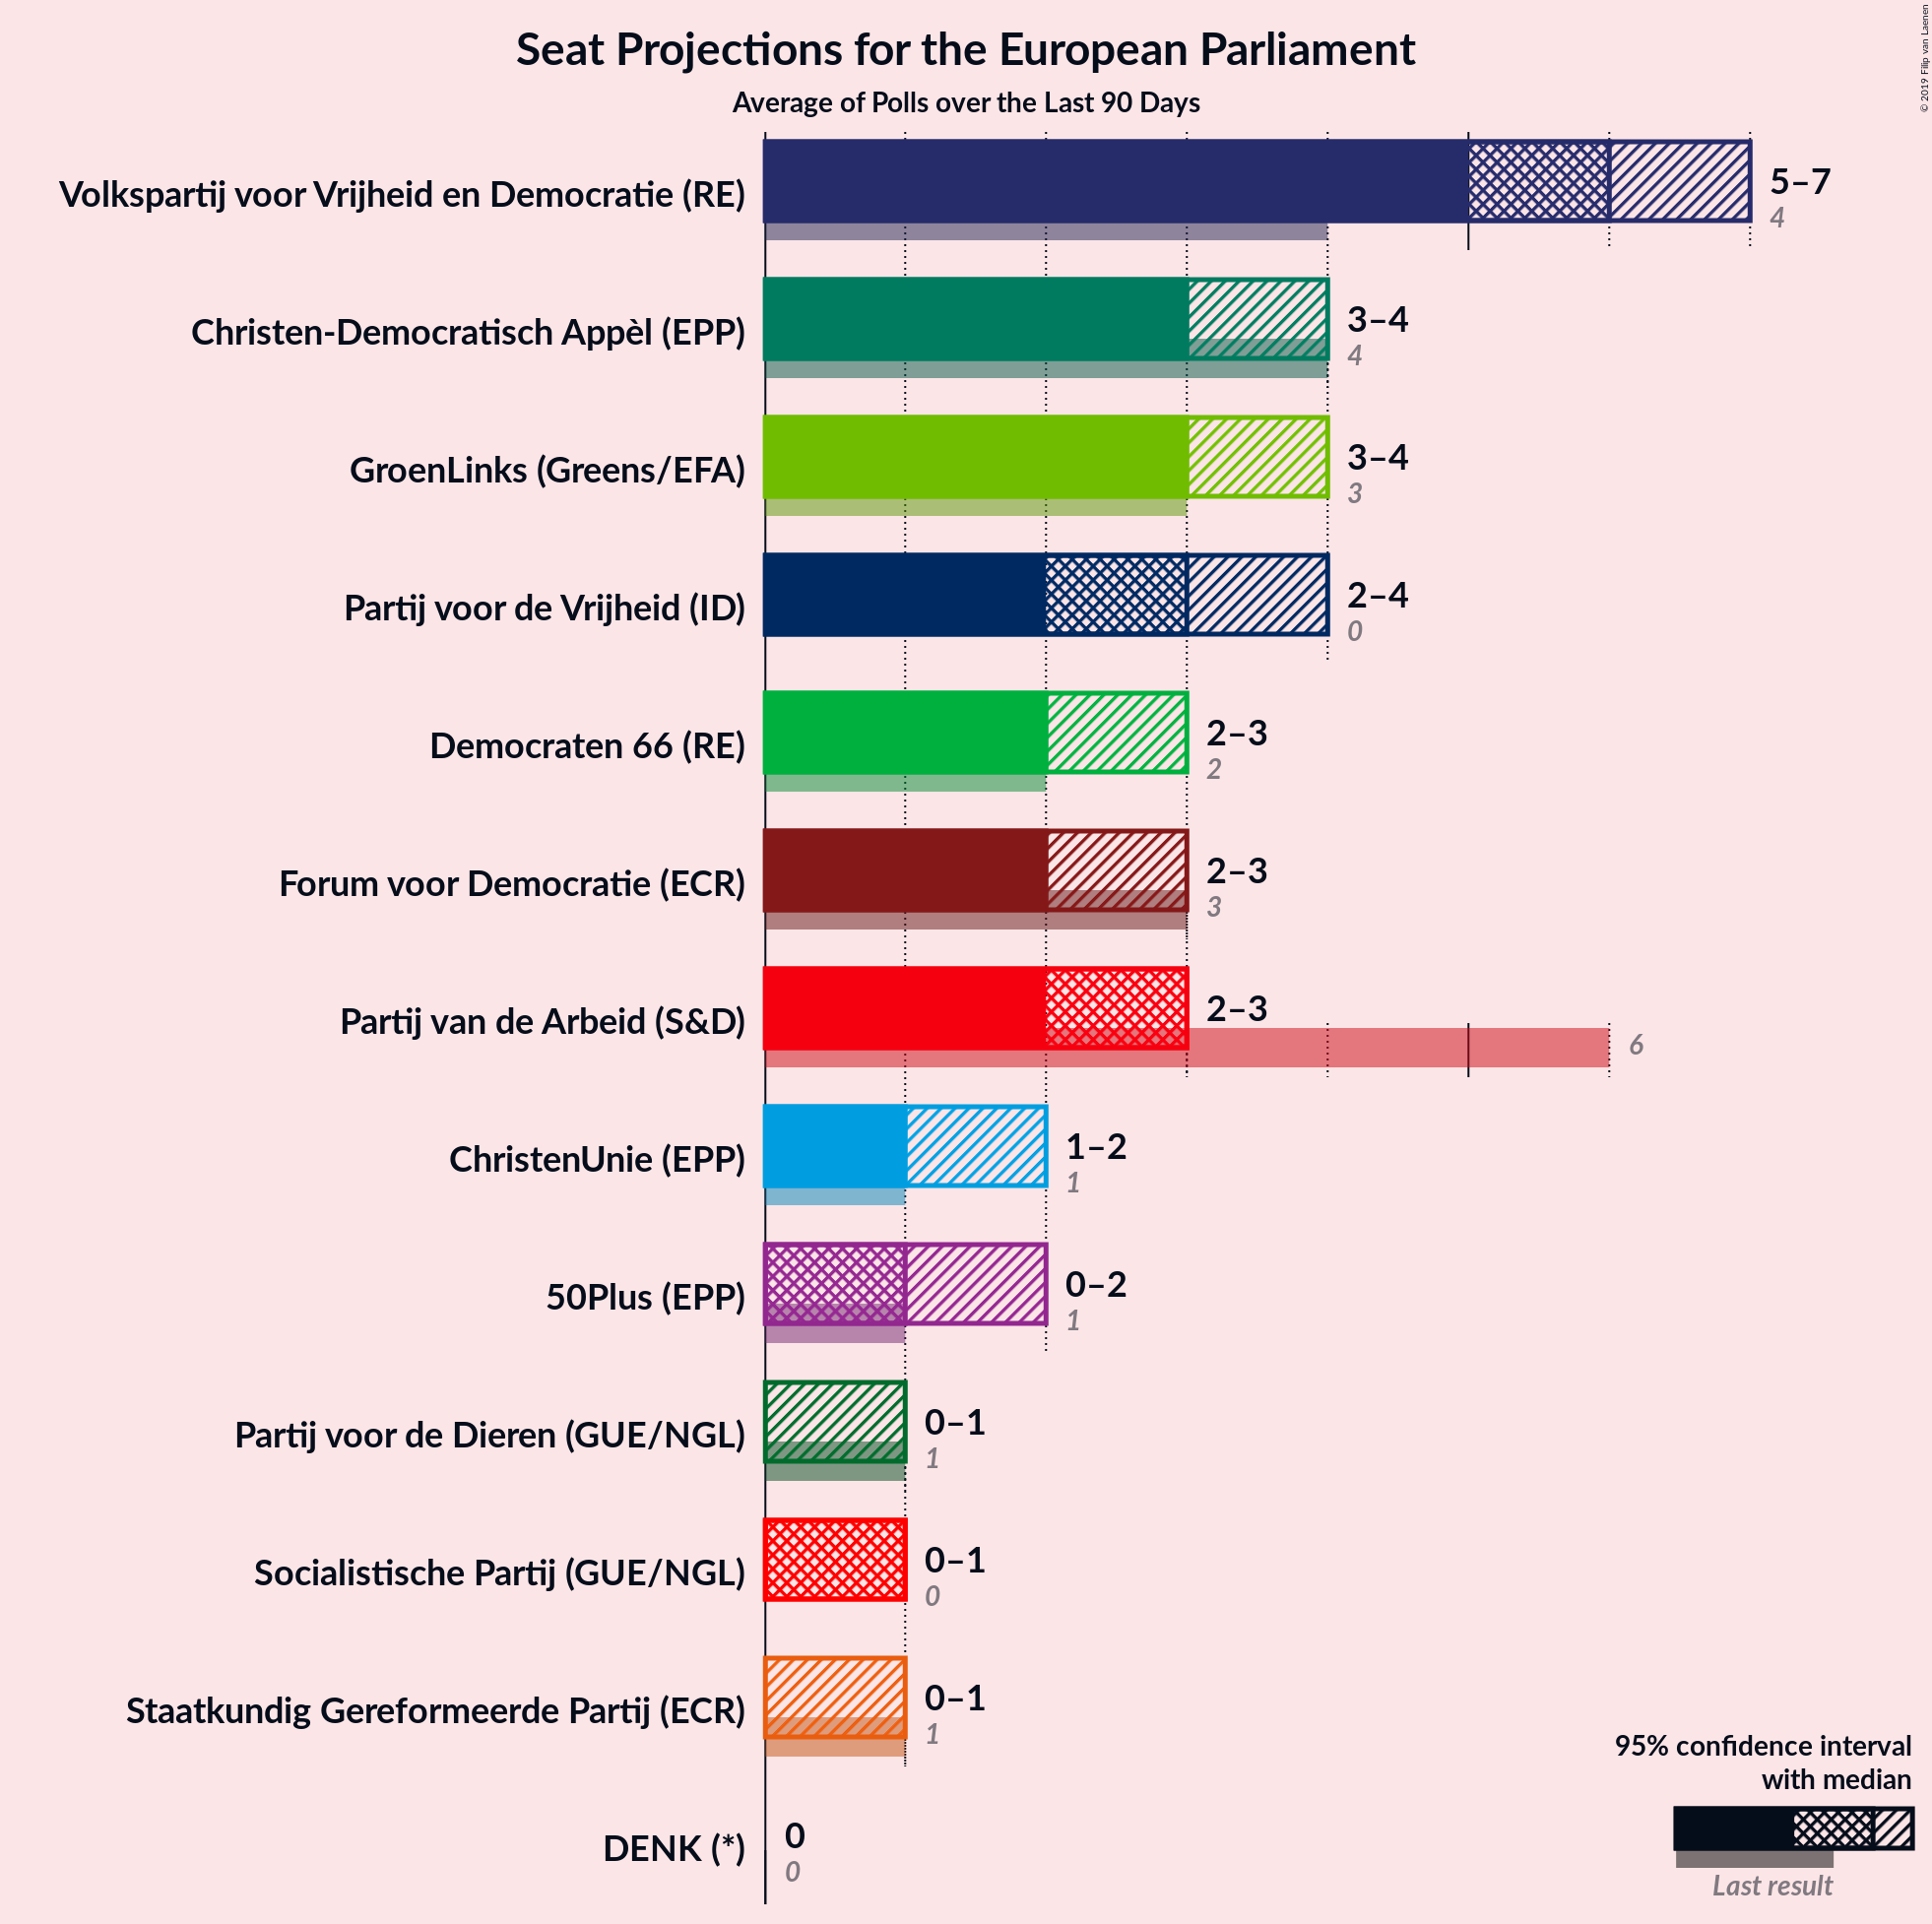 Seat Projections for the European Parliament
Average of Polls over the Last 90 Days
© 2019 Filip van Laenen
Volkspartij voor Vrijheid en Democratie (RE)
5–7
4
Christen-Democratisch Appèl (EPP)
3–4
4
GroenLinks (Greens/EFA)
3–4
3
Partij voor de Vrijheid (ID)
2–4
0
Democraten 66 (RE)
2–3
2
Forum voor Democratie (ECR)
2–3
3
Partij van de Arbeid (S&D)
2–3
6
ChristenUnie (EPP)
1–2
1
50Plus (EPP)
0–2
1
Partij voor de Dieren (GUE/NGL)
0–1
1
Socialistische Partij (GUE/NGL)
0–1
0
Staatkundig Gereformeerde Partij (ECR)
0–1
1
DENK (*)
0
0
95% confidence interval
with median
Last result